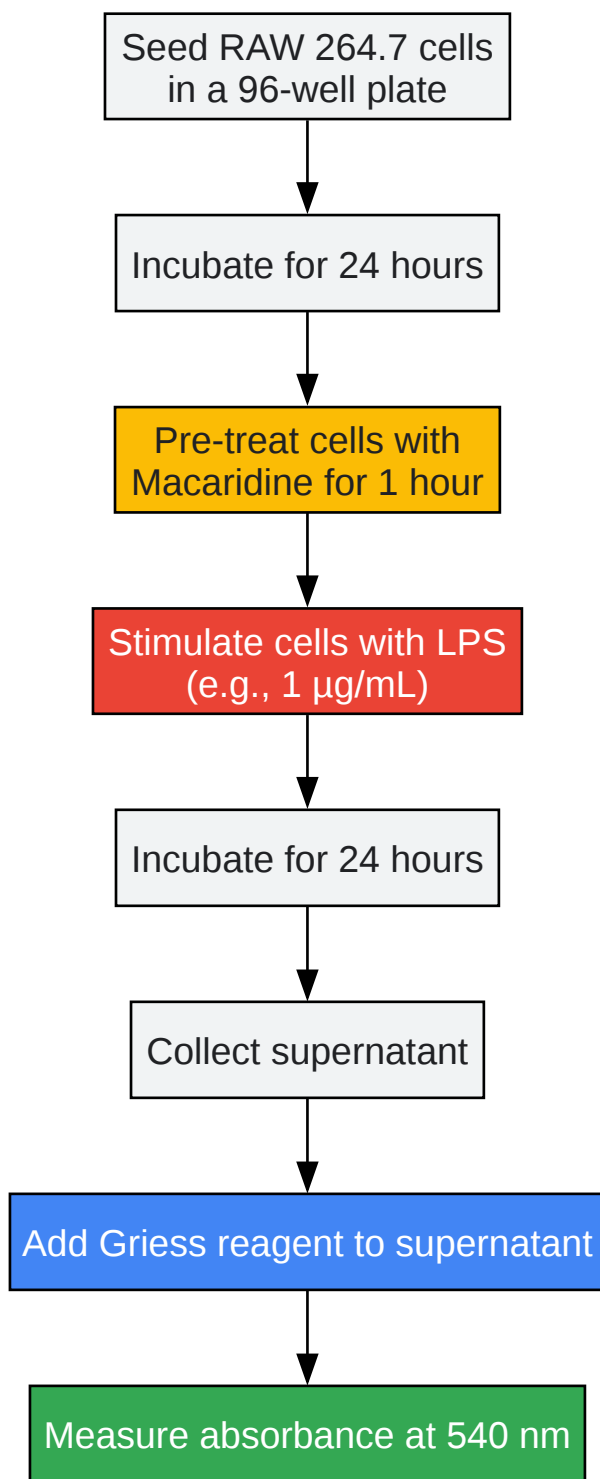 Seed RAW 264.7 cells
in a 96-well plate
Incubate for 24 hours
Pre-treat cells with
Macaridine for 1 hour
Stimulate cells with LPS
(e.g., 1 µg/mL)
Incubate for 24 hours
Collect supernatant
Add Griess reagent to supernatant
Measure absorbance at 540 nm